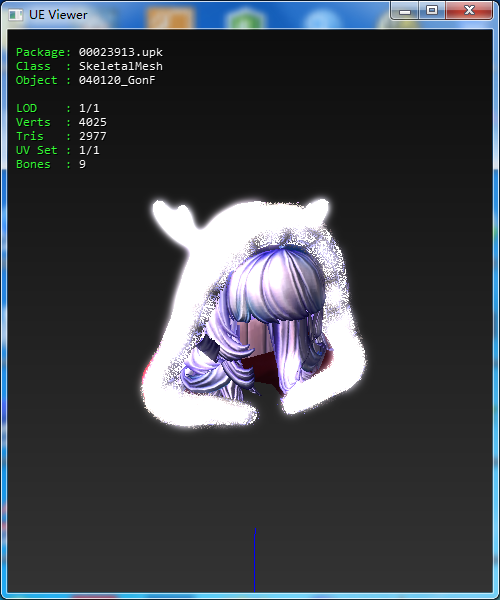 UE Viewer
Package: 00023913.upk
Class  : SkeletalMesh
Object : 040120_GonF
LOD    : 1/1
Verts  : 4025
Tris   : 2977
UV Set : 1/1
Bones  : 9